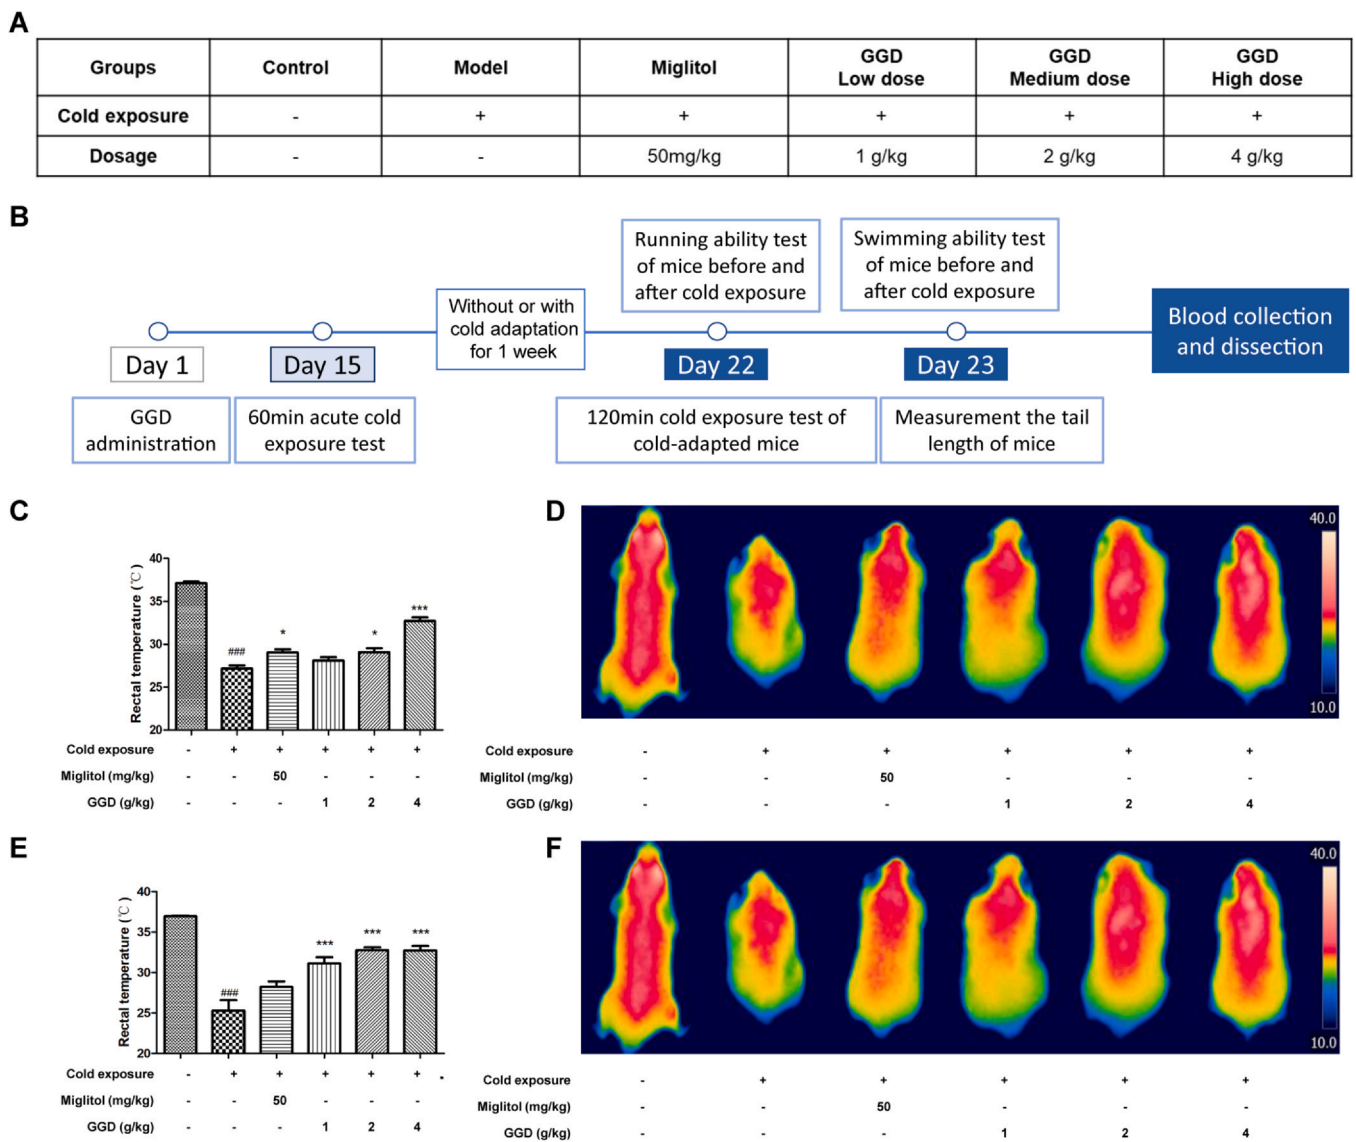 A
Groups Control Model Miglitol GGD Low dose GGD Medium dose GGD High dose
Cold exposure - + + + + +
Dosage - - 50mg/kg 1 g/kg 2 g/kg 4 g/kg
B
Running ability test
of mice before and
after cold exposure
Swimming ability test
of mice before and
after cold exposure
Without or with
cold adaptation
for 1 week
Blood collection
and dissection
Day 1
Day 15
Day 22
Day 23
GGD
administration
60min acute cold
exposure test
120min cold exposure test of
cold-adapted mice
Measurement the tail
length of mice
C
Rectal temperature (℃)
40
35
30
25
20
###
*
*
***
Cold exposure - + + + + +
Miglitol (mg/kg) - - 50 - - -
GGD (g/kg) - - - 1 2 4
D
40.0
10.0
Cold exposure - + + + + +
Miglitol (mg/kg) - - 50 - - -
GGD (g/kg) - - - 1 2 4
E
Rectal temperature (℃)
40
35
30
25
20
###
***
***
***
Cold exposure - + + + + + .
Miglitol (mg/kg) - - 50 - - -
GGD (g/kg) - - - 1 2 4
F
40.0
10.0
Cold exposure - + + + + +
Miglitol (mg/kg) - - 50 - - -
GGD (g/kg) - - - 1 2 4